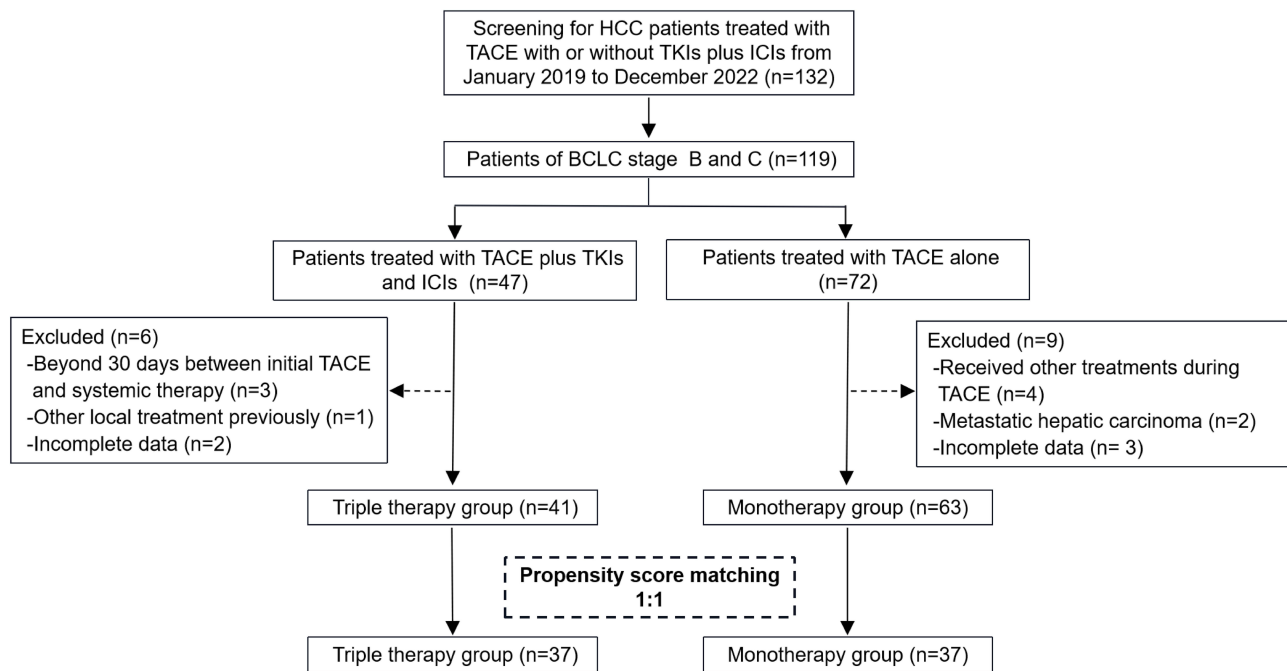 Screening for HCC patients treated with
TACE with or without TKIs plus ICIs from
January 2019 to December 2022 (n=132)
Patients of BCLC stage B and C (n=119)
Patients treated with TACE plus TKIs
and ICIs (n=47)
Patients treated with TACE alone
(n=72)
Excluded (n=6)
-Beyond 30 days between initial TACE
and systemic therapy (n=3)
-Other local treatment previously (n=1)
-Incomplete data (n=2)
Excluded (n=9)
-Received other treatments during
TACE (n=4)
-Metastatic hepatic carcinoma (n=2)
-Incomplete data (n= 3)
Triple therapy group (n=41)
Monotherapy group (n=63)
Propensity score matching
1:1
Triple therapy group (n=37)
Monotherapy group (n=37)